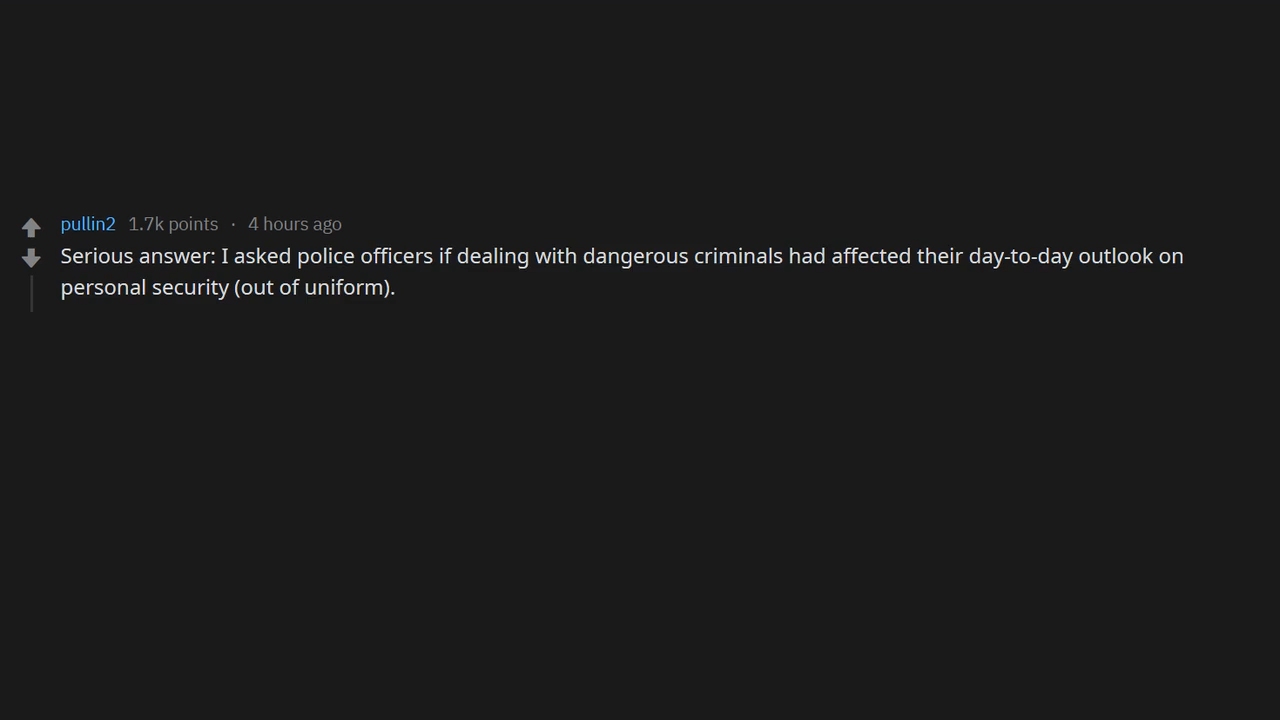 pullin2 1.7k points · 4 hours ago
Serious answer: I asked police officers if dealing with dangerous criminals had affected their day-to-day outlook on
personal security (out of uniform).